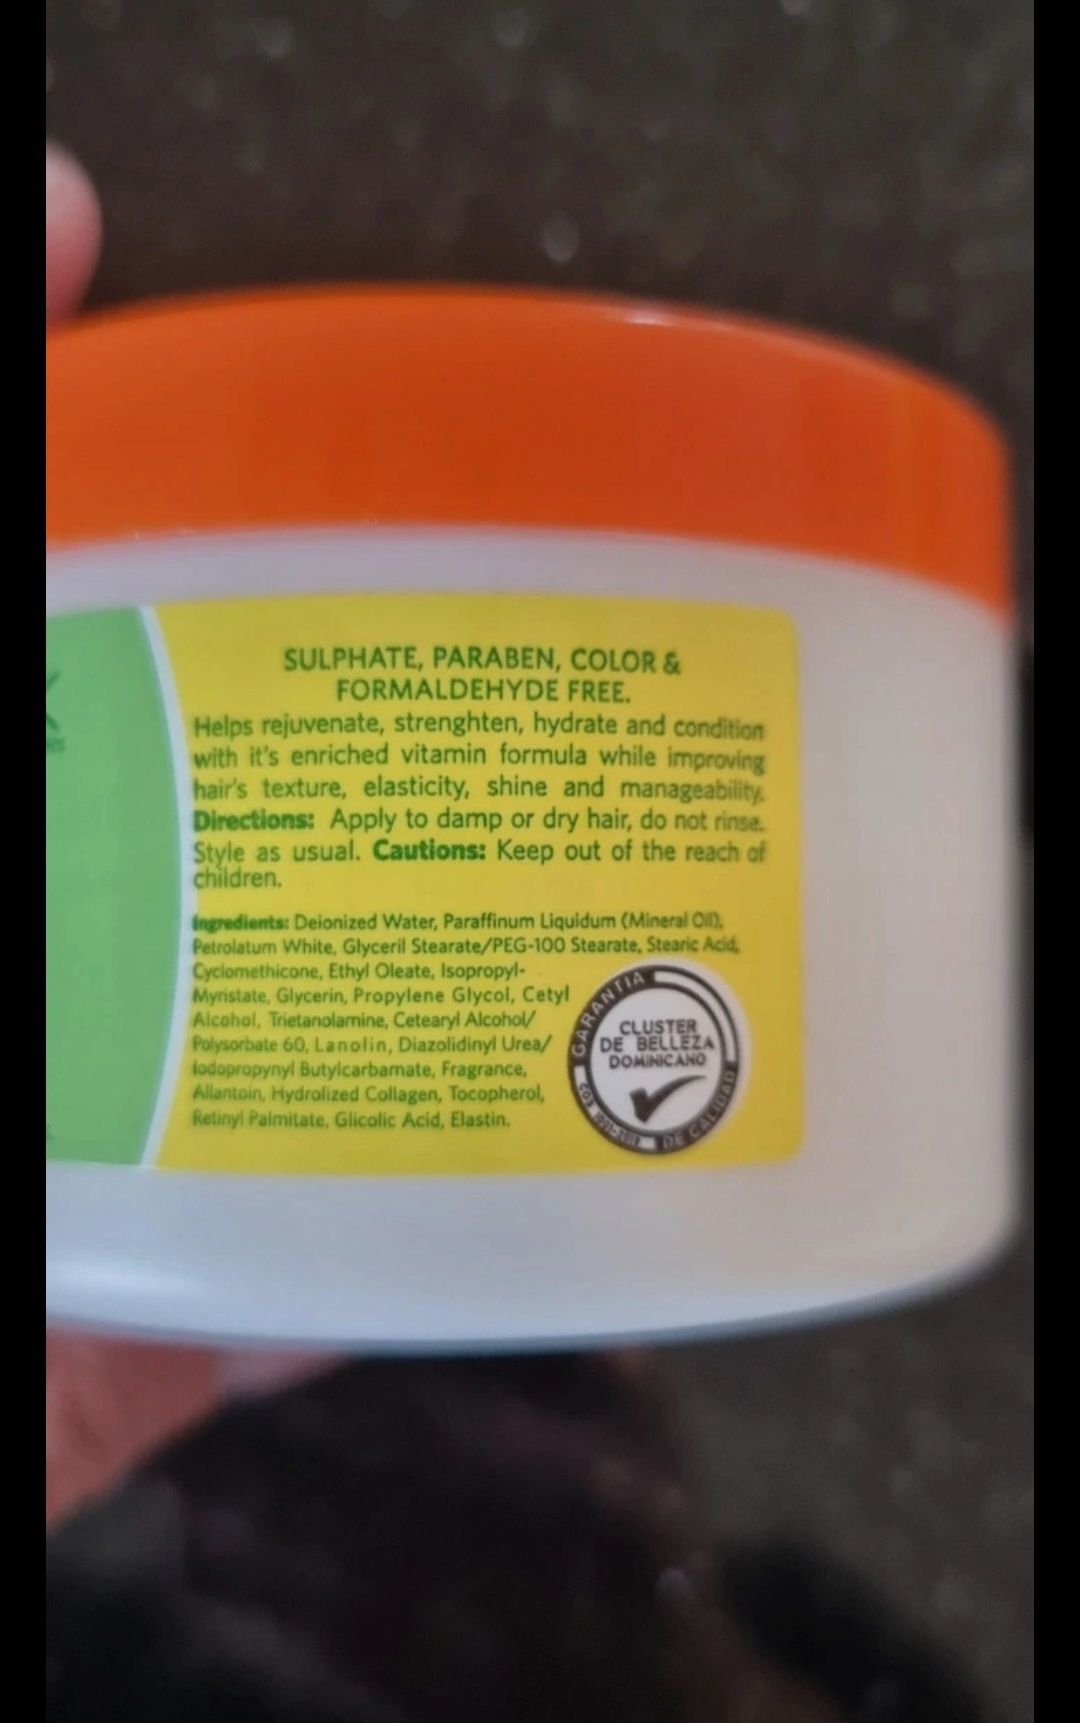 SULPHATE, PARABEN, COLOR &
FORMALDEHYDE FREE.
Helps rejuvenate, strenghten, hydrate and condition
with it's enriched vitamin formula while improving
hair's texture, elasticity, shine and manageability.
Directions: Apply to damp or dry hair, do not rinse.
Style as usual. Cautions: Keep out of the reach of
children.
Ingredients: Deionized Water, Paraffinum Liquidum (Mineral Oil),
Petrolatum White, Glyceril Stearate/PEG-100 Stearate, Stearic Acid,
Cyclomethicone, Ethyl Oleate, Isopropyl-
Myristate, Glycerin, Propylene Glycol, Cetyl
Alcohol, Trietanolamine, Cetearyl Alcohol/
Polysorbate 60, Lanolin, Diazolidinyl Urea/
Iodopropynyl Butylcarbamate, Fragrance,
Allantoin, Hydrolized Collagen, Tocopherol,
Retinyl Palmitate, Glicolic Acid, Elastin.
GARANTIA
CLUSTER
DE BELLEZA
DOMINICANO
DE CALIDAD